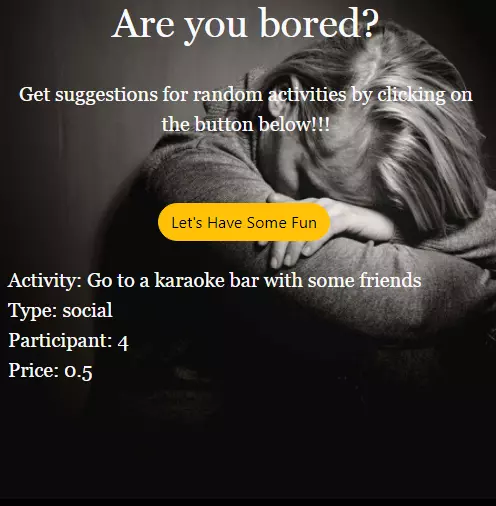 Are you bored?
Get suggestions for random activities by clicking on
the button below!!!
Let's Have Some Fun
Activity: Go to a karaoke bar with some friends
Type: social
Participant: 4
Price: 0.5